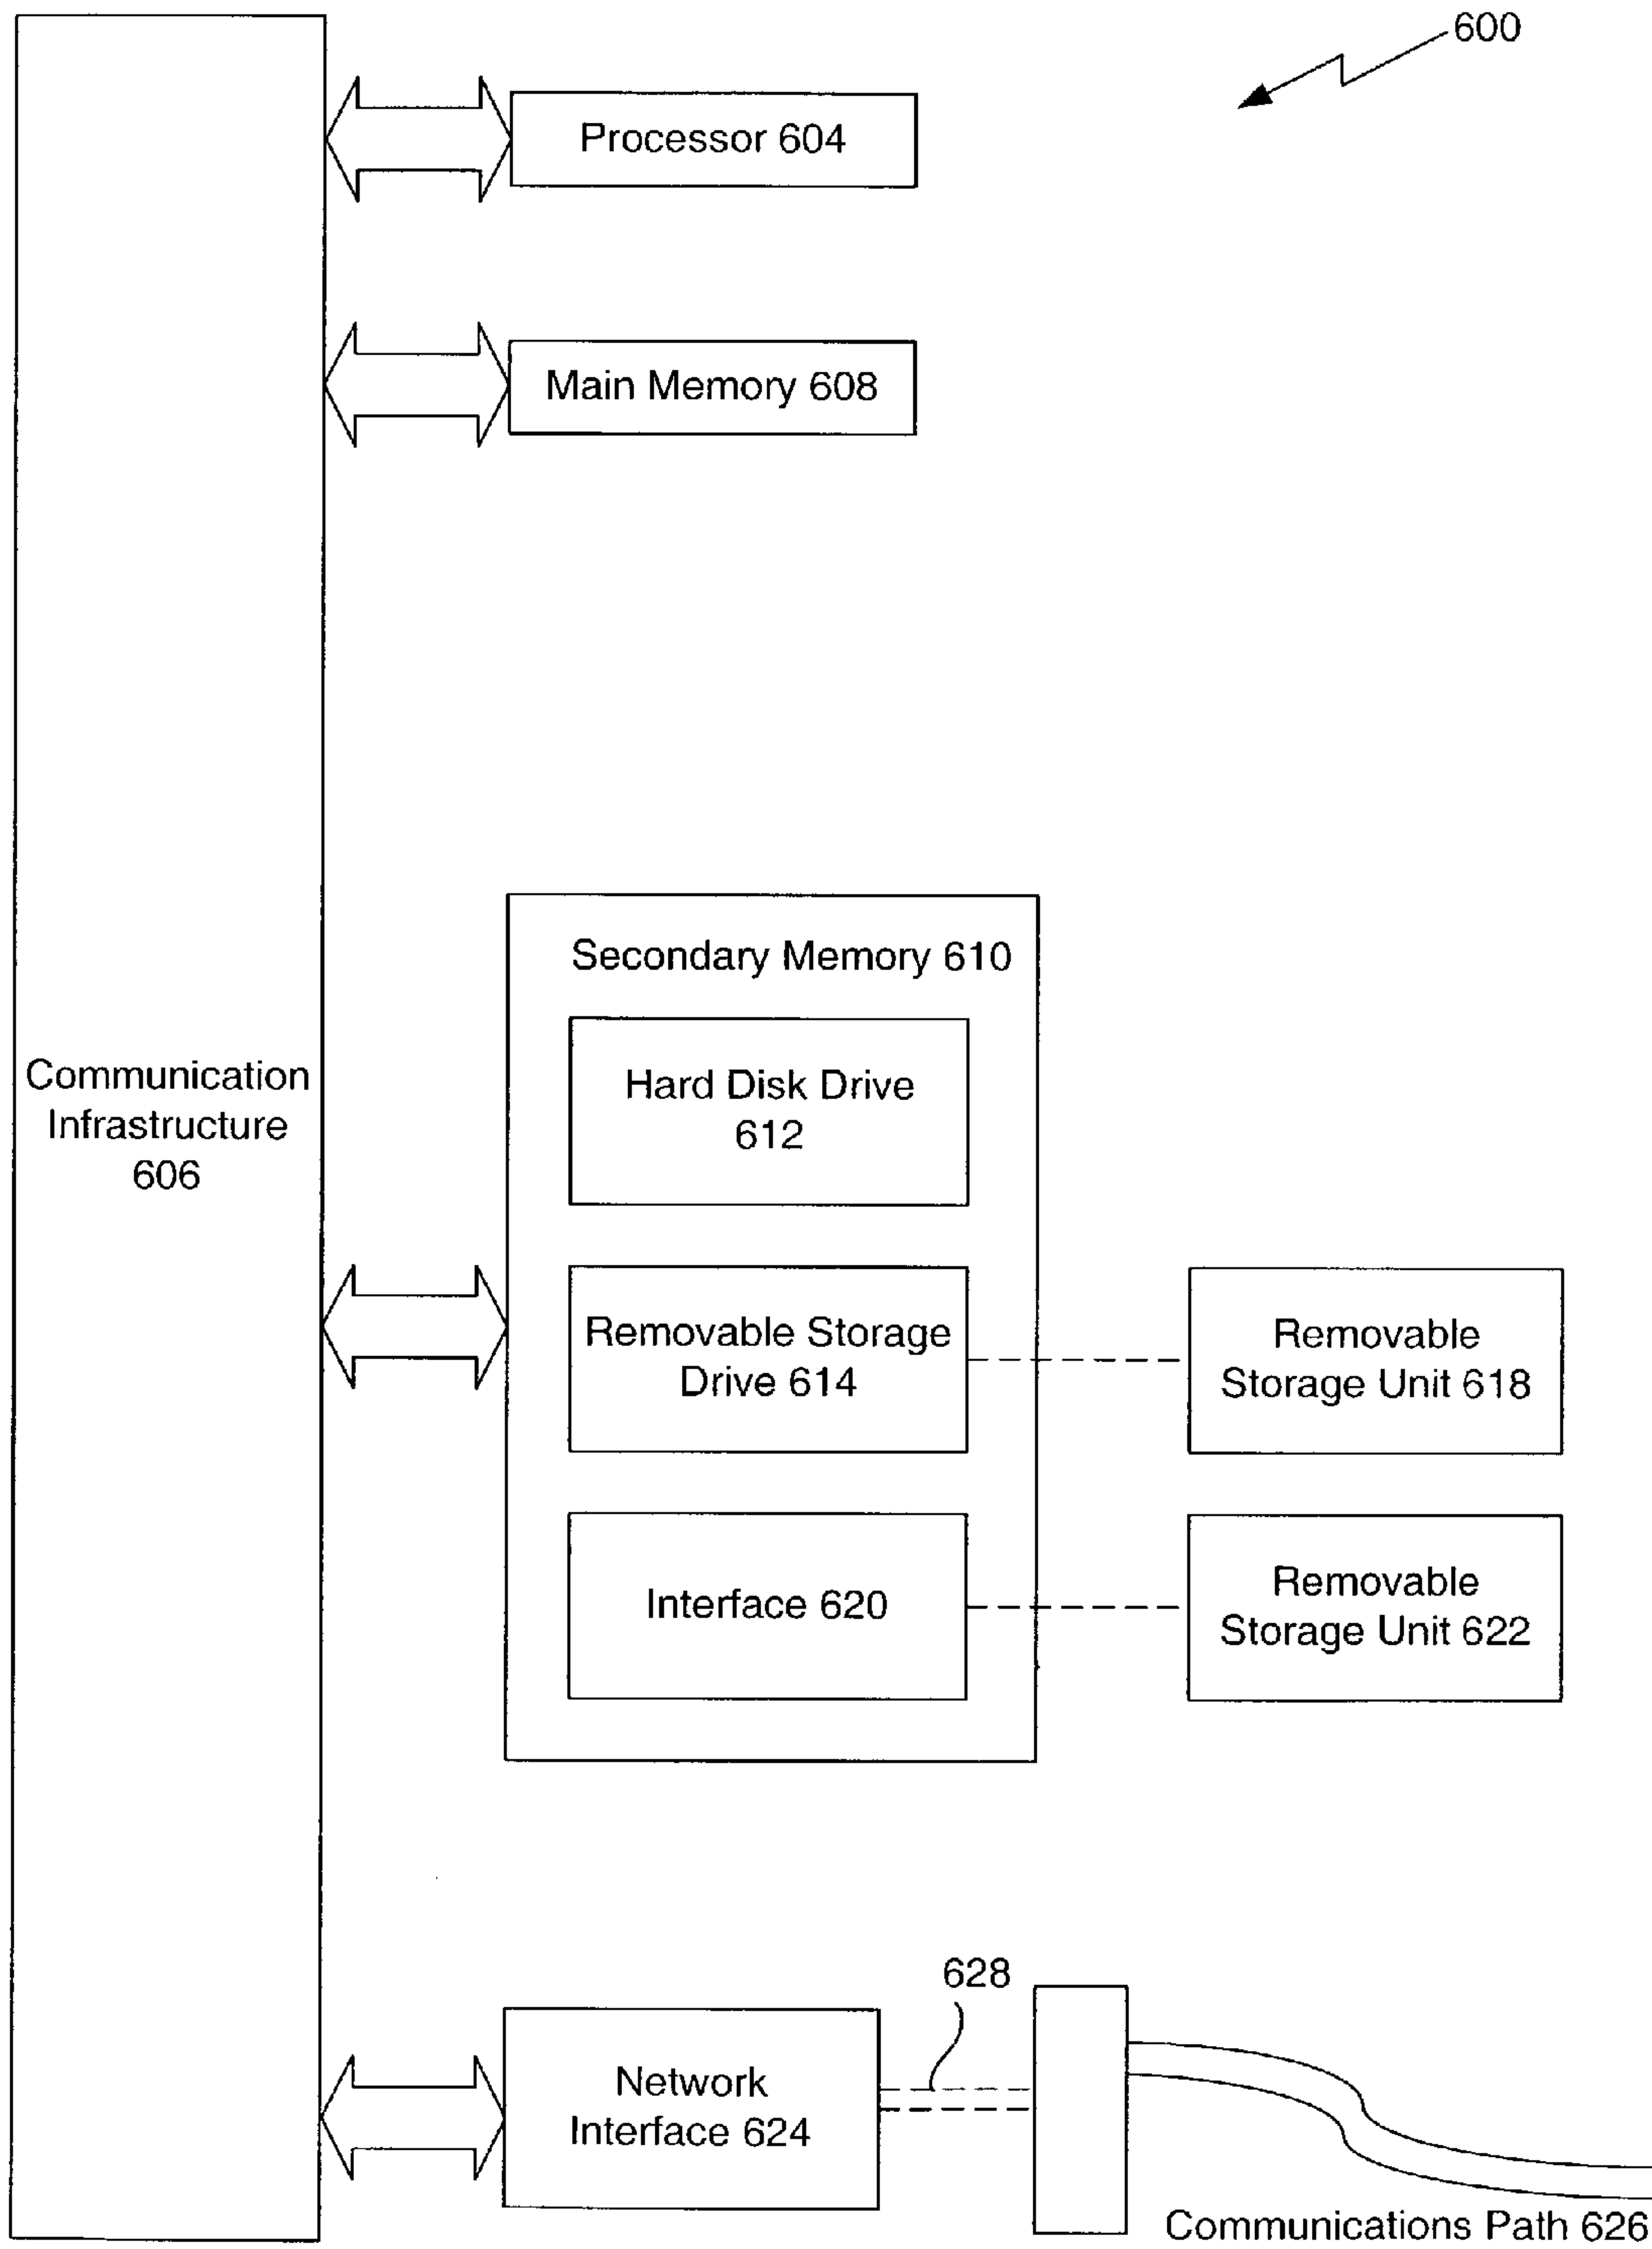 600
Processor 604
Main Memory 608
Secondary Memory 610
Hard Disk Drive
612
Communication
Infrastructure
606
Removable Storage
Drive 614
Removable
Storage Unit 618
Interface 620
Removable
Storage Unit 622
628
Network
Interface 624
Communications Path 626